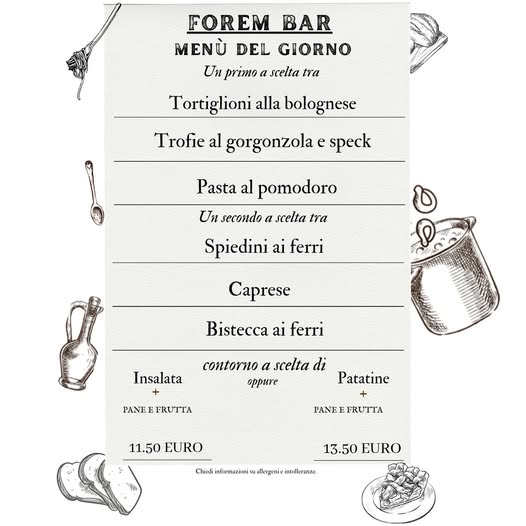 FOREM BAR
MENÙ DEL GIORNO
Un primo a scelta tra
Tortiglioni alla bolognese
Trofie al gorgonzola e speck
Pasta al pomodoro
Un secondo a scelta tra
Spiedini ai ferri
Caprese
Bistecca ai ferri
contorno a scelta di
Insalata oppure Patatine
+ +
PANE E FRUTTA PANE E FRUTTA
11.50 EURO 13.50 EURO
Chiedi informazioni su allergeni e intolleranze.